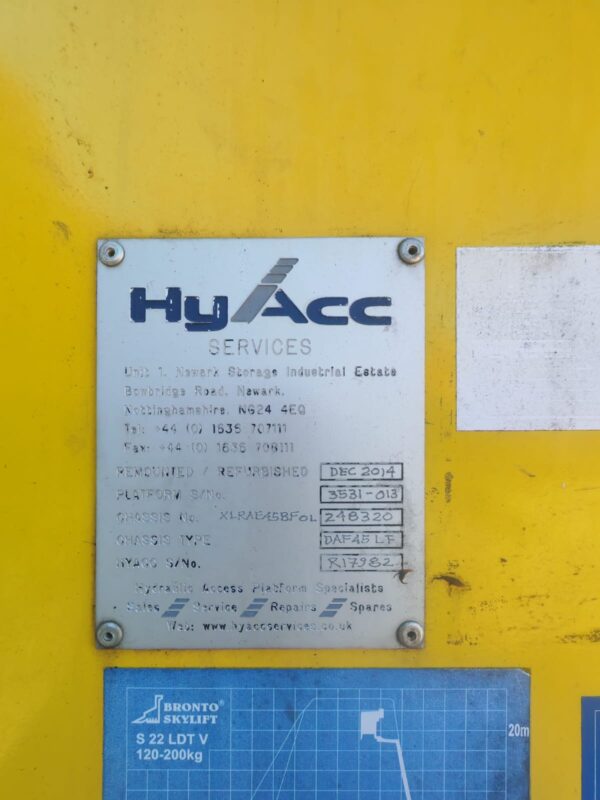 HyAcc
SERVICES
Unit 1, Newark Storage Industrial Estate
Bowbridge Road, Newark,
Nottinghamshire. NG24 4EQ
Tel: +44 (0) 1636 707111
Fax: +44 (0) 1636 708111
REMOUNTED / REFURBISHED DEC 2014
PLATFORM S/No. 3531-013
CHASSIS No. XLRAE45BF0L 248320
CHASSIS TYPE DAF45 LF
HYACC S/No. R17982
Hydraulic Access Platform Specialists
Sales Service Repairs Spares
Web: www.hyaccservices.co.uk
BRONTO
SKYLIFT
S 22 LDT V
120-200kg
20m